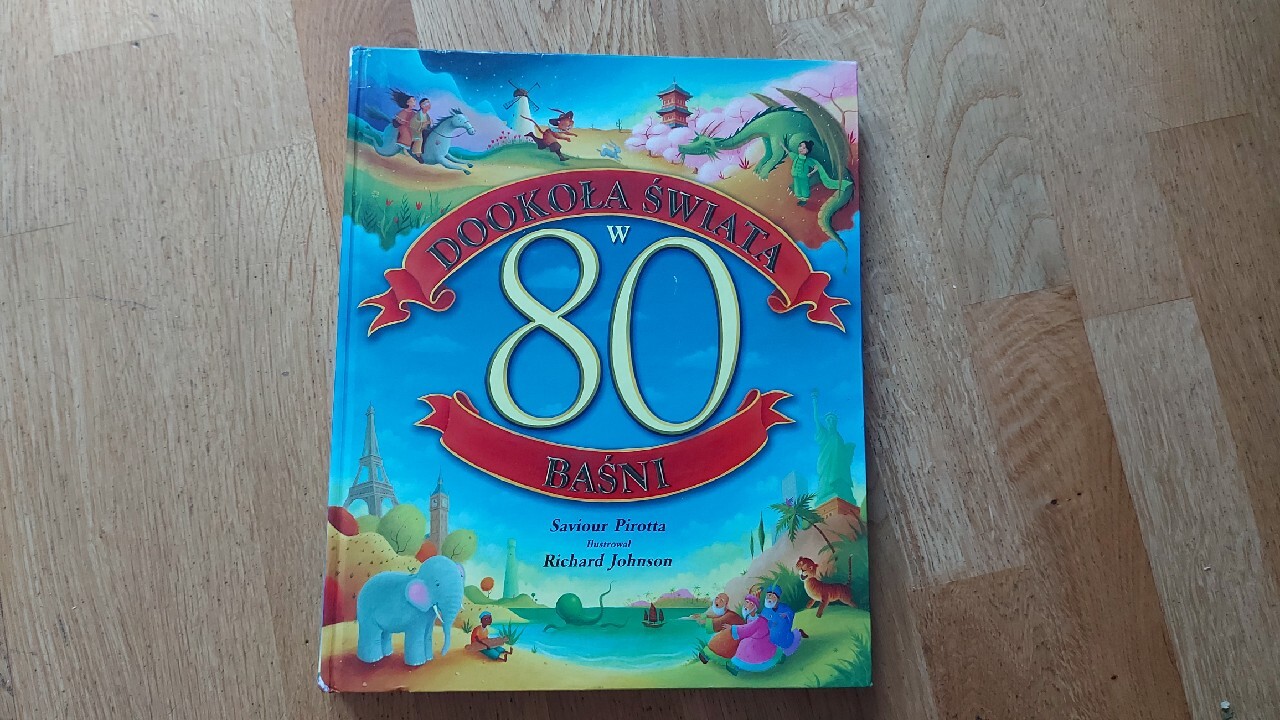 DOOKOŁA ŚWIATA
W
80
BAŚNI
Saviour Pirotta
Ilustrował
Richard Johnson